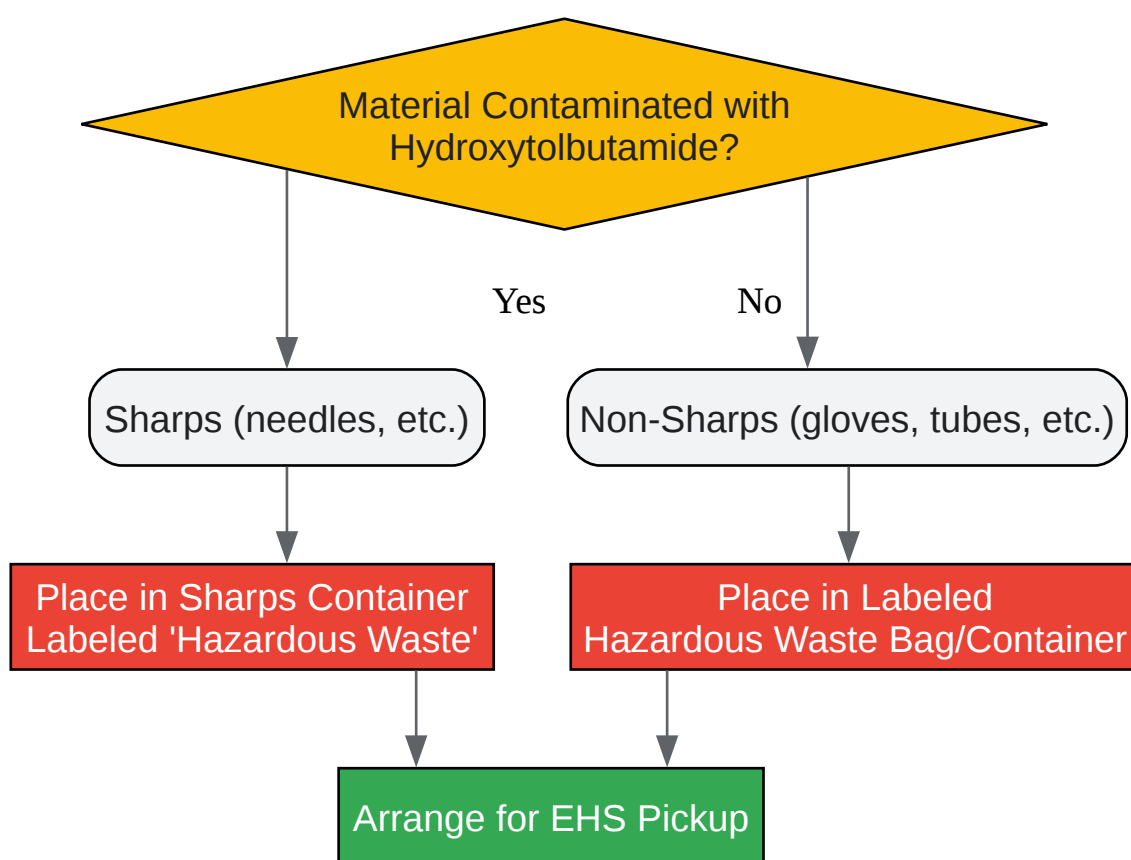 Material Contaminated with
Hydroxytolbutamide?
Yes
No
Sharps (needles, etc.)
Non-Sharps (gloves, tubes, etc.)
Place in Sharps Container
Labeled 'Hazardous Waste'
Place in Labeled
Hazardous Waste Bag/Container
Arrange for EHS Pickup